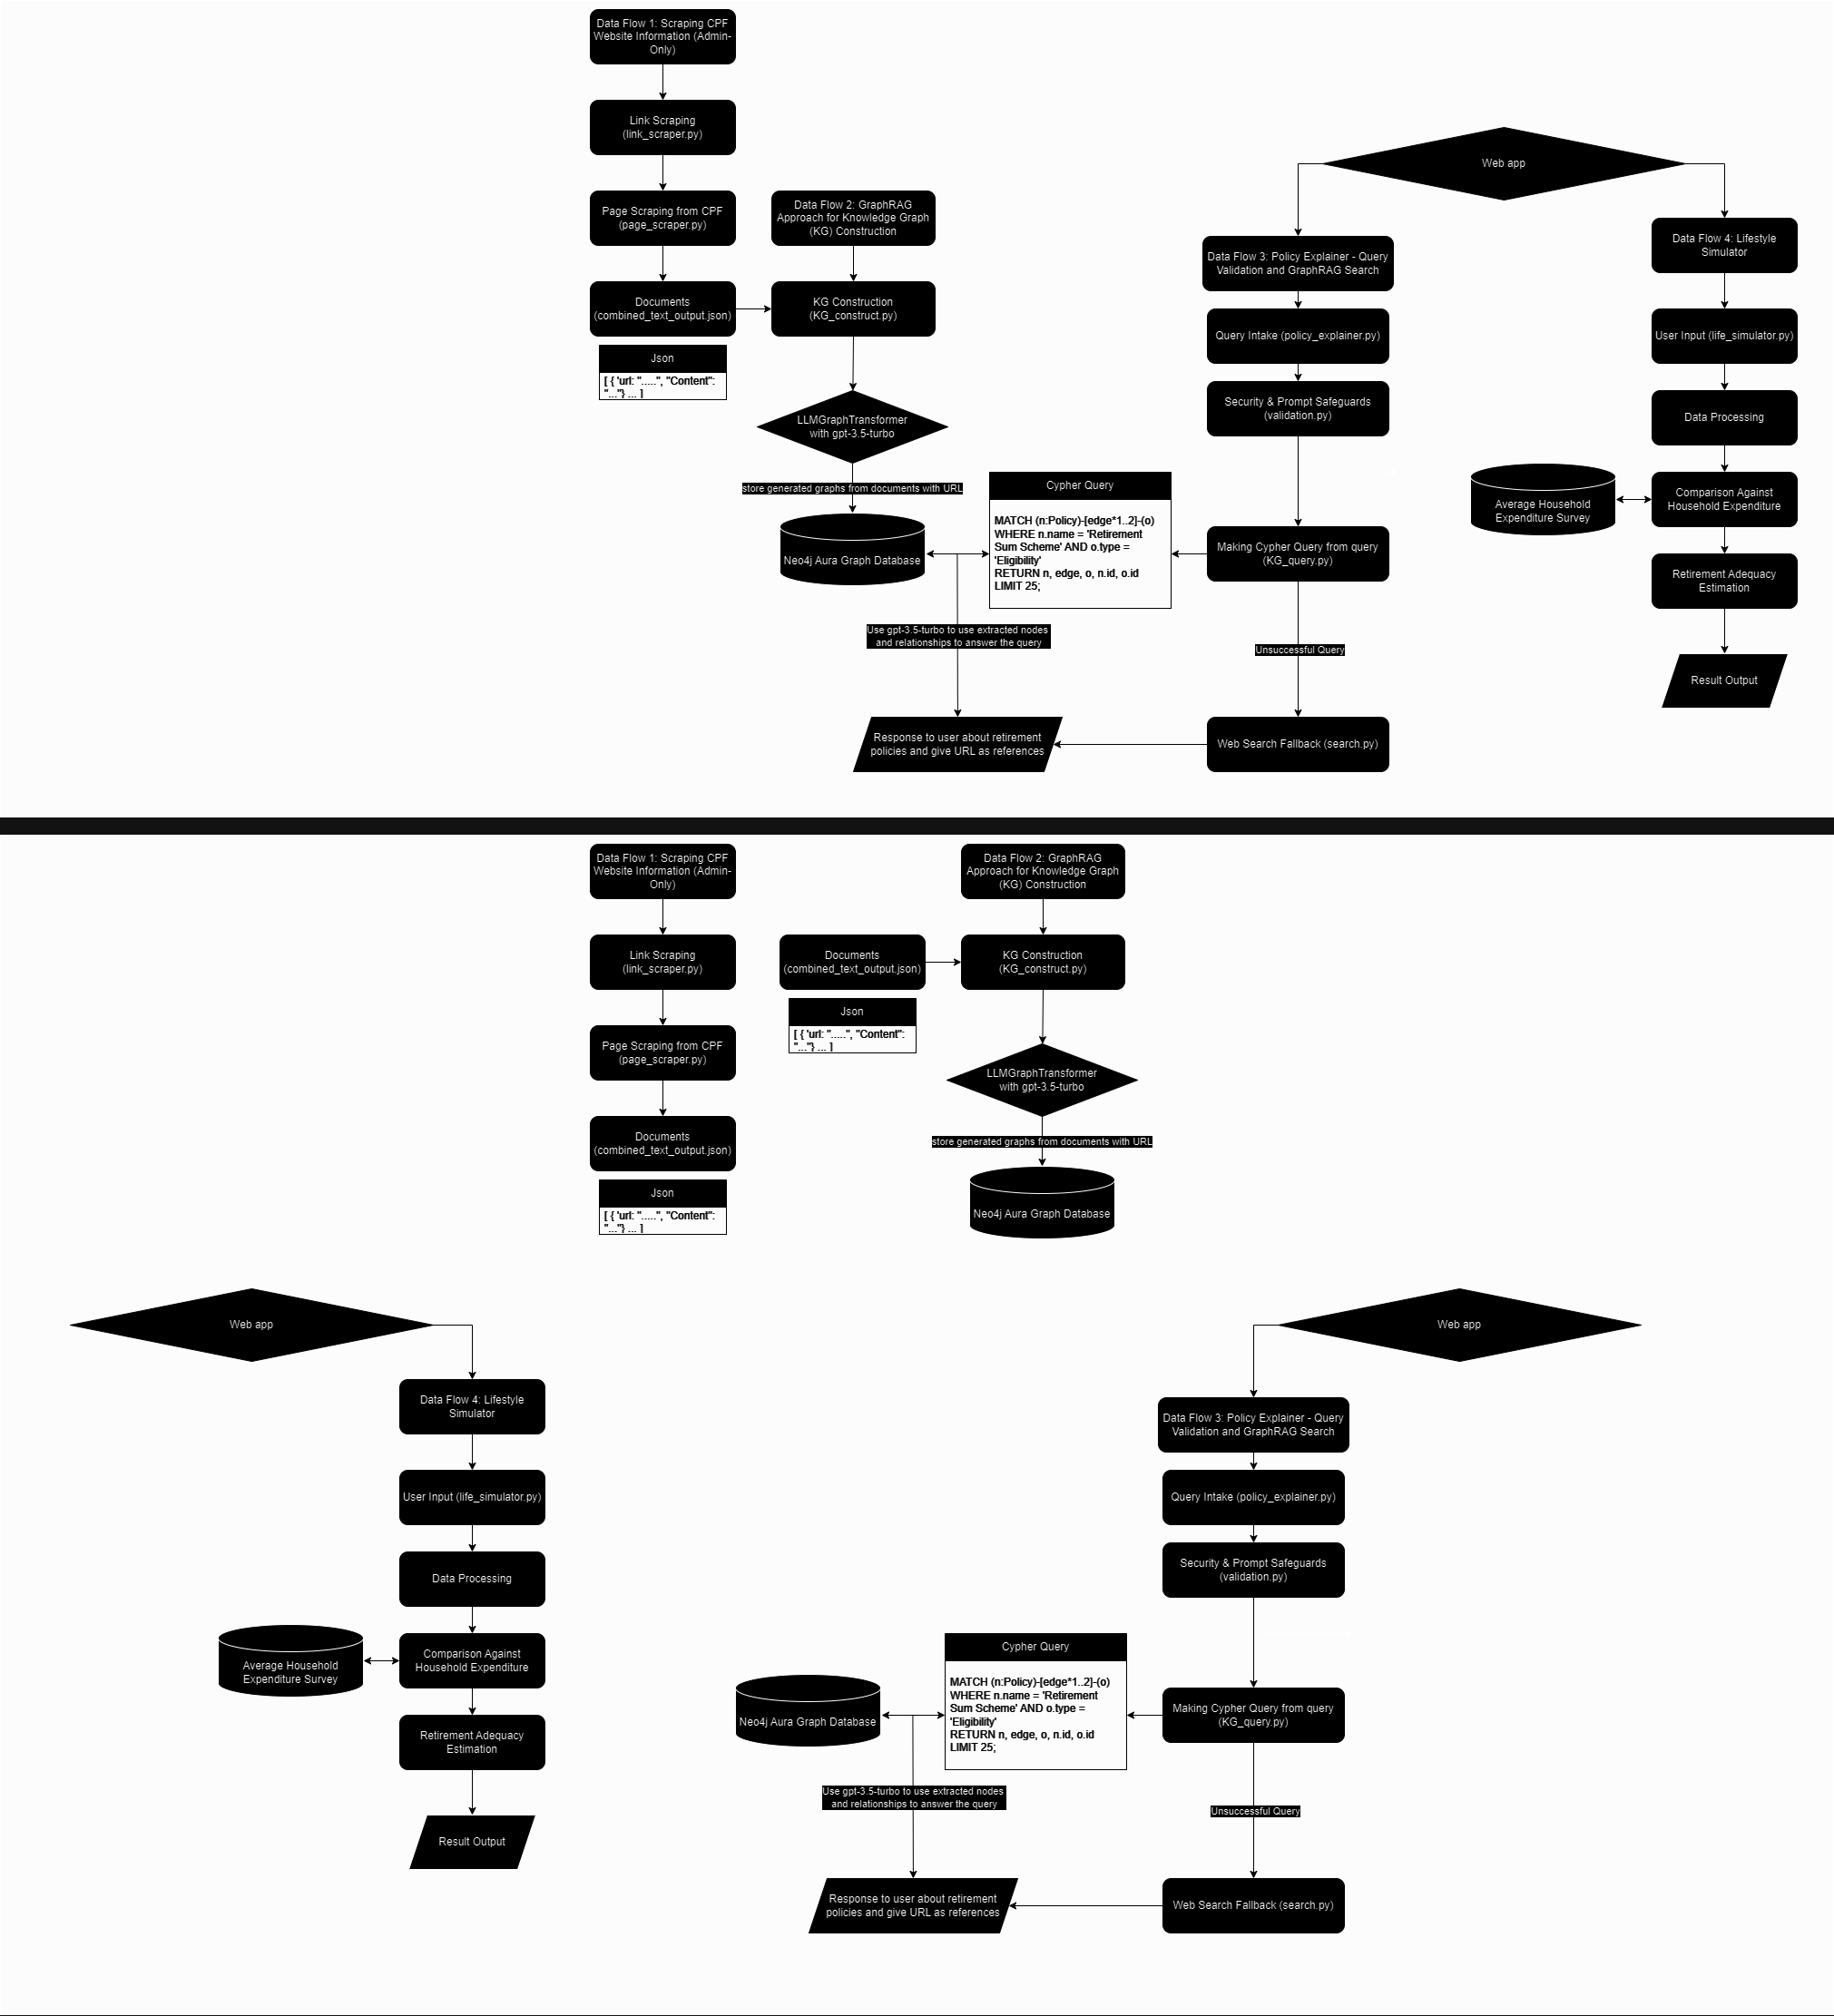 Data Flow 1: Scraping CPF
Website Information (Admin-
Only)
Link Scraping
(link_scraper.py)
Page Scraping from CPF
(page_scraper.py)
Documents
(combined_text_output.json)
Json
[ { 'url: ".....", "Content":
"..."} ... ]
Data Flow 2: GraphRAG
Approach for Knowledge Graph
(KG) Construction
KG Construction
(KG_construct.py)
LLMGraphTransformer
with gpt-3.5-turbo
store generated graphs from documents with URL
Neo4j Aura Graph Database
Cypher Query
MATCH (n:Policy)-[edge*1..2]-(o)
WHERE n.name = 'Retirement
Sum Scheme' AND o.type =
'Eligibility'
RETURN n, edge, o, n.id, o.id
LIMIT 25;
Use gpt-3.5-turbo to use extracted nodes
and relationships to answer the query
Response to user about retirement
policies and give URL as references
Web app
Data Flow 3: Policy Explainer - Query
Validation and GraphRAG Search
Query Intake (policy_explainer.py)
Security & Prompt Safeguards
(validation.py)
Making Cypher Query from query
(KG_query.py)
Unsuccessful Query
Web Search Fallback (search.py)
Data Flow 4: Lifestyle
Simulator
User Input (life_simulator.py)
Data Processing
Average Household
Expenditure Survey
Comparison Against
Household Expenditure
Retirement Adequacy
Estimation
Result Output
Data Flow 1: Scraping CPF
Website Information (Admin-
Only)
Link Scraping
(link_scraper.py)
Page Scraping from CPF
(page_scraper.py)
Documents
(combined_text_output.json)
Json
[ { 'url: ".....", "Content":
"..."} ... ]
Data Flow 2: GraphRAG
Approach for Knowledge Graph
(KG) Construction
Documents
(combined_text_output.json)
Json
[ { 'url: ".....", "Content":
"..."} ... ]
KG Construction
(KG_construct.py)
LLMGraphTransformer
with gpt-3.5-turbo
store generated graphs from documents with URL
Neo4j Aura Graph Database
Web app
Data Flow 4: Lifestyle
Simulator
User Input (life_simulator.py)
Data Processing
Average Household
Expenditure Survey
Comparison Against
Household Expenditure
Retirement Adequacy
Estimation
Result Output
Web app
Data Flow 3: Policy Explainer - Query
Validation and GraphRAG Search
Query Intake (policy_explainer.py)
Security & Prompt Safeguards
(validation.py)
Making Cypher Query from query
(KG_query.py)
Cypher Query
MATCH (n:Policy)-[edge*1..2]-(o)
WHERE n.name = 'Retirement
Sum Scheme' AND o.type =
'Eligibility'
RETURN n, edge, o, n.id, o.id
LIMIT 25;
Neo4j Aura Graph Database
Use gpt-3.5-turbo to use extracted nodes
and relationships to answer the query
Unsuccessful Query
Response to user about retirement
policies and give URL as references
Web Search Fallback (search.py)